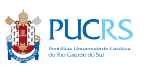 PUCRS
Pontifícia Universidade Católica
do Rio Grande do Sul